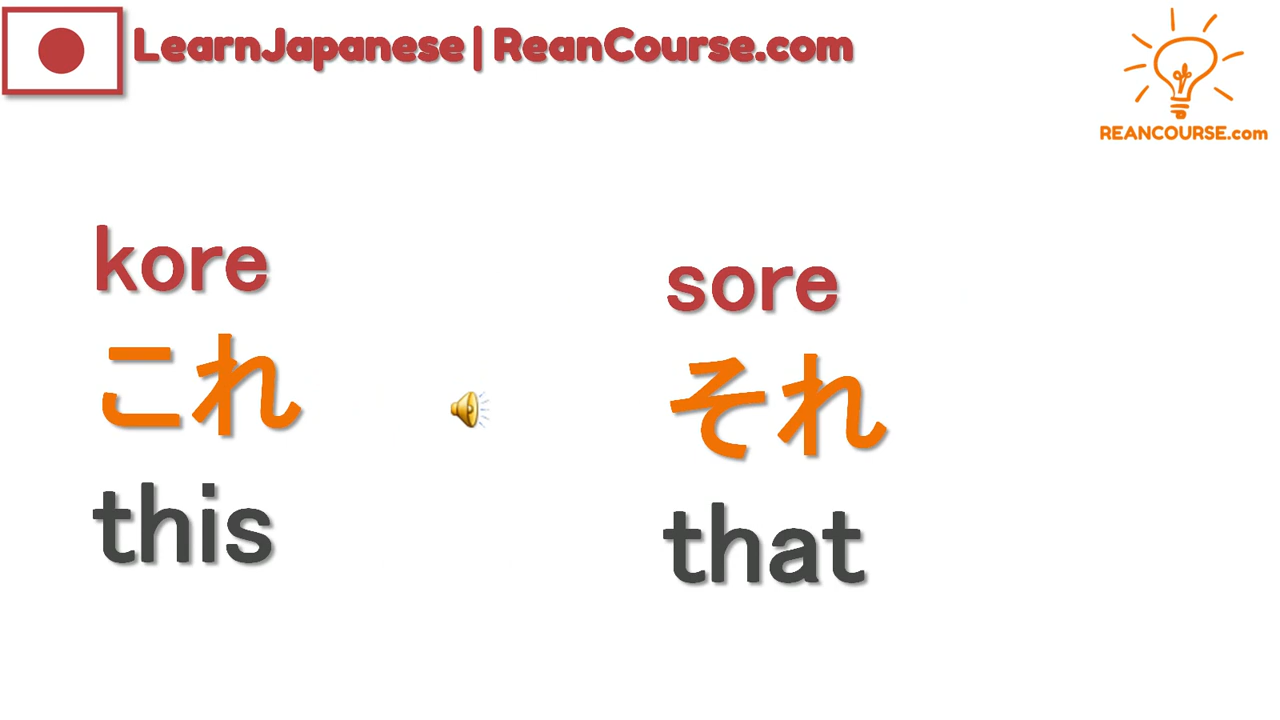 LearnJapanese | ReanCourse.com
REANCOURSE.com
kore
これ
this
sore
それ
that